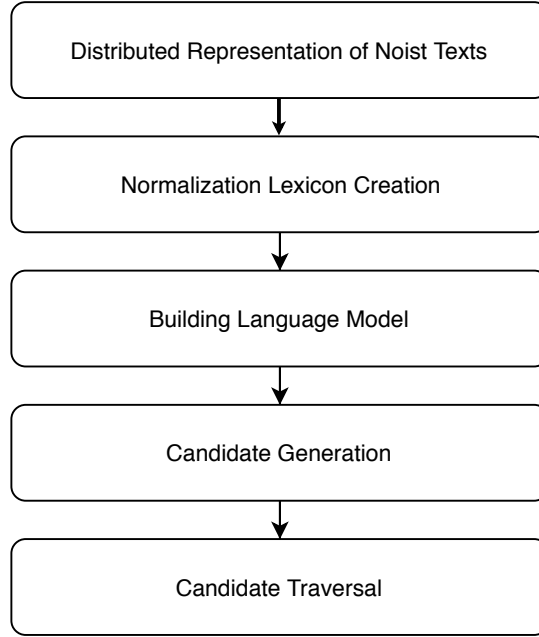 Distributed Representation of Noist Texts
Normalization Lexicon Creation
Building Language Model
Candidate Generation
Candidate Traversal